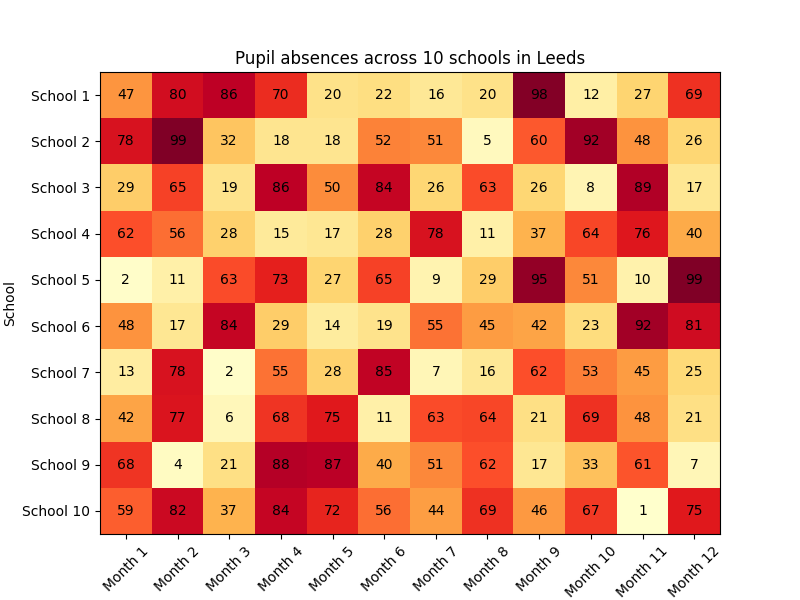 Pupil absences across 10 schools in Leeds
School
School 1 47 80 86 70 20 22 16 20 98 12 27 69
School 2 78 99 32 18 18 52 51 5 60 92 48 26
School 3 29 65 19 86 50 84 26 63 26 8 89 17
School 4 62 56 28 15 17 28 78 11 37 64 76 40
School 5 2 11 63 73 27 65 9 29 95 51 10 99
School 6 48 17 84 29 14 19 55 45 42 23 92 81
School 7 13 78 2 55 28 85 7 16 62 53 45 25
School 8 42 77 6 68 75 11 63 64 21 69 48 21
School 9 68 4 21 88 87 40 51 62 17 33 61 7
School 10 59 82 37 84 72 56 44 69 46 67 1 75
Month 1 Month 2 Month 3 Month 4 Month 5 Month 6 Month 7 Month 8 Month 9 Month 10 Month 11 Month 12